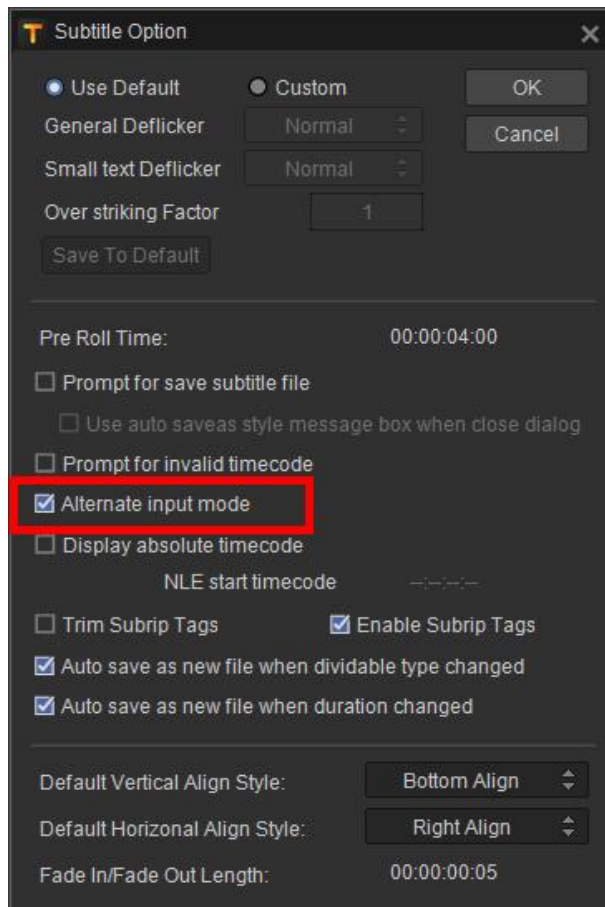 T Subtitle Option
Use Default Custom OK
General Deflicker Normal Cancel
Small text Deflicker Normal
Over striking Factor 1
Save To Default
Pre Roll Time: 00:00:04:00
Prompt for save subtitle file
Use auto saveas style message box when close dialog
Prompt for invalid timecode
Alternate input mode
Display absolute timecode
NLE start timecode --:--:--:--
Trim Subrip Tags Enable Subrip Tags
Auto save as new file when dividable type changed
Auto save as new file when duration changed
Default Vertical Align Style: Bottom Align
Default Horizonal Align Style: Right Align
Fade In/Fade Out Length: 00:00:00:05